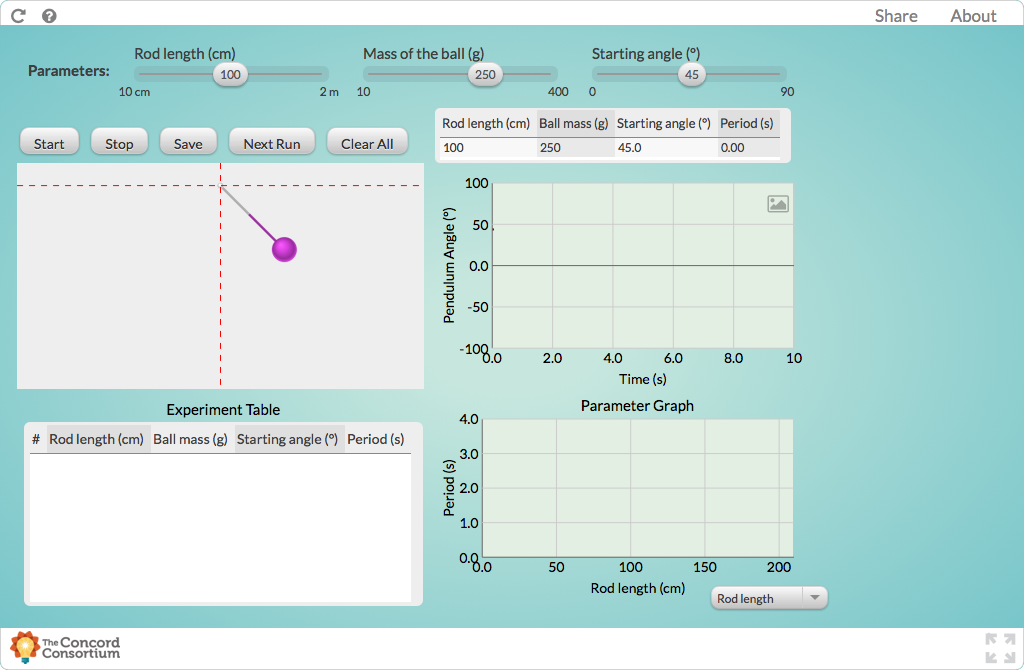 Share About
Parameters:
Rod length (cm)
100
10 cm 2 m
Mass of the ball (g)
250
10 400
Starting angle (°)
45
0 90
Start Stop Save Next Run Clear All
Rod length (cm) Ball mass (g) Starting angle (°) Period (s)
100 250 45.0 0.00
Pendulum Angle (°)
100
50
0.0
-50
-100
0.0 2.0 4.0 6.0 8.0 10
Time (s)
Experiment Table
# Rod length (cm) Ball mass (g) Starting angle (°) Period (s)
Parameter Graph
Period (s)
4.0
3.0
2.0
1.0
0.0
0.0 50 100 150 200
Rod length (cm)
Rod length
The Concord
Consortium